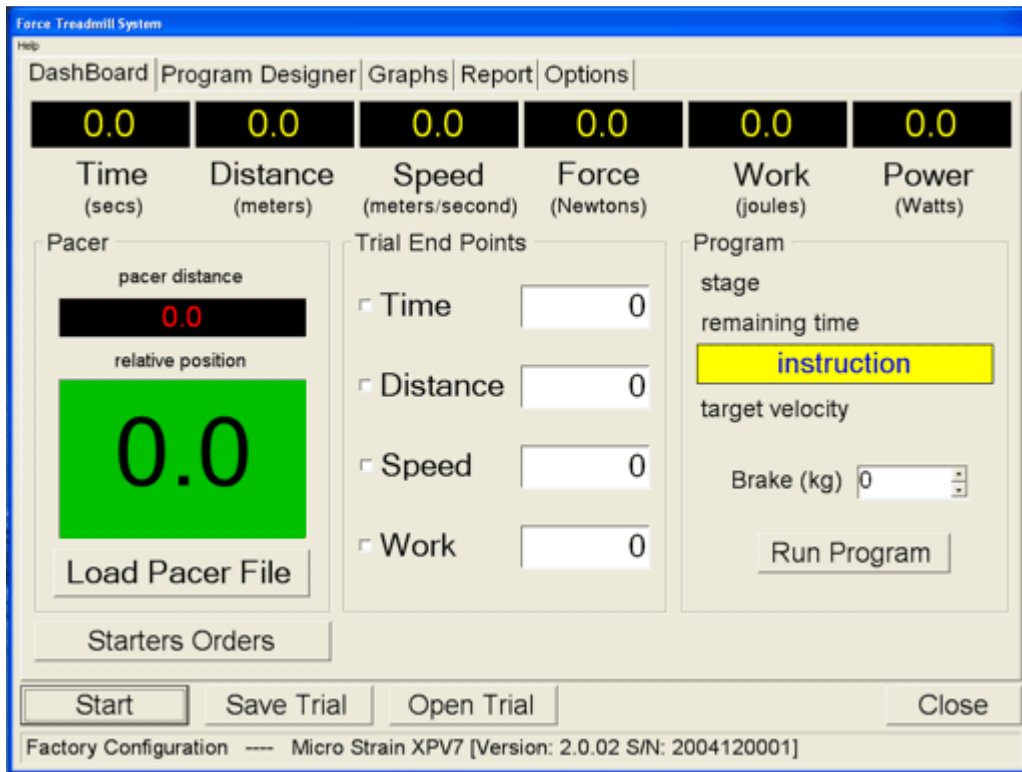 Force Treadmill System
Help
DashBoard Program Designer Graphs Report Options
0.0 0.0 0.0 0.0 0.0 0.0
Time Distance Speed Force Work Power
(secs) (meters) (meters/second) (Newtons) (joules) (Watts)
Pacer
pacer distance
0.0
relative position
0.0
Load Pacer File
Trial End Points
Time 0
Distance 0
Speed 0
Work 0
Program
stage
remaining time
instruction
target velocity
Brake (kg) 0
Run Program
Starters Orders
Start Save Trial Open Trial Close
Factory Configuration ---- Micro Strain XPV7 [Version: 2.0.02 S/N: 2004120001]